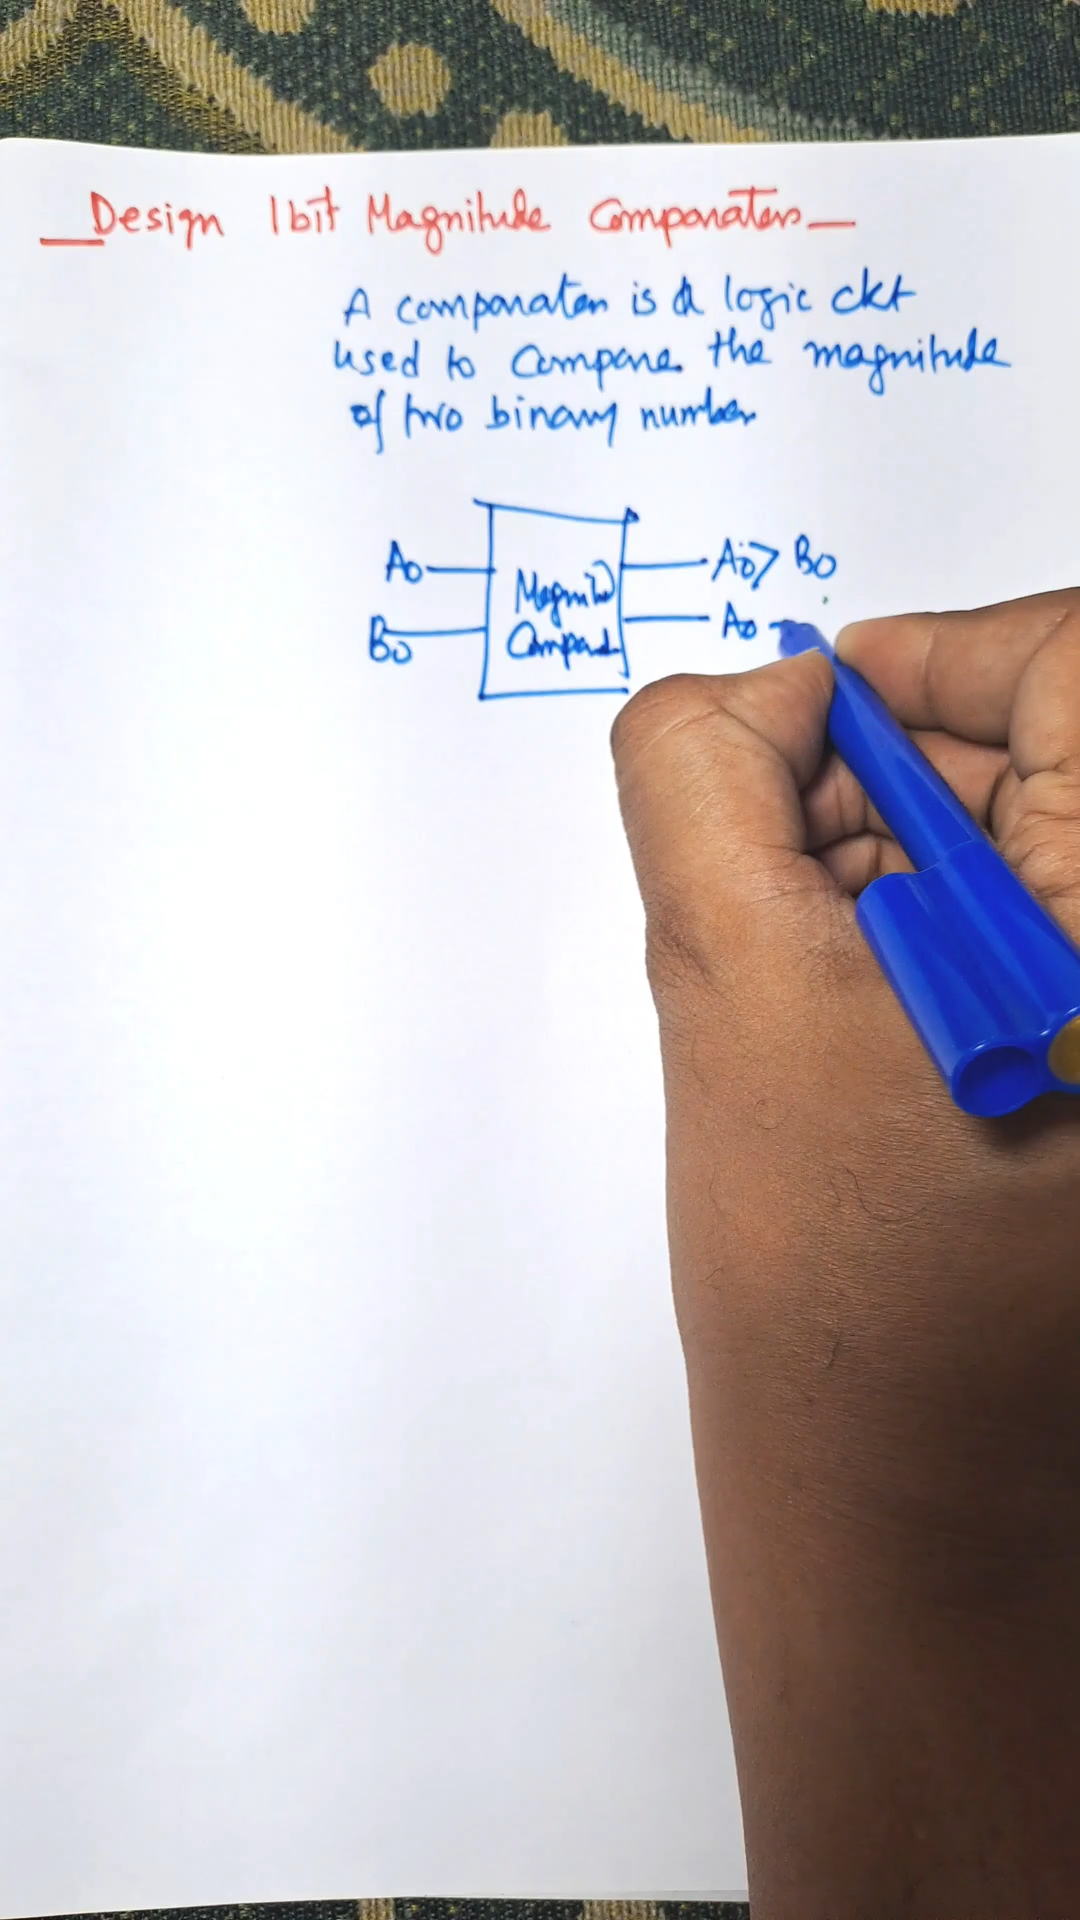 Design 1bit Magnitude Comparators
A comparator is a logic ckt
used to compare the magnitude
of two binary number
A0 A0> B0
B0 A0